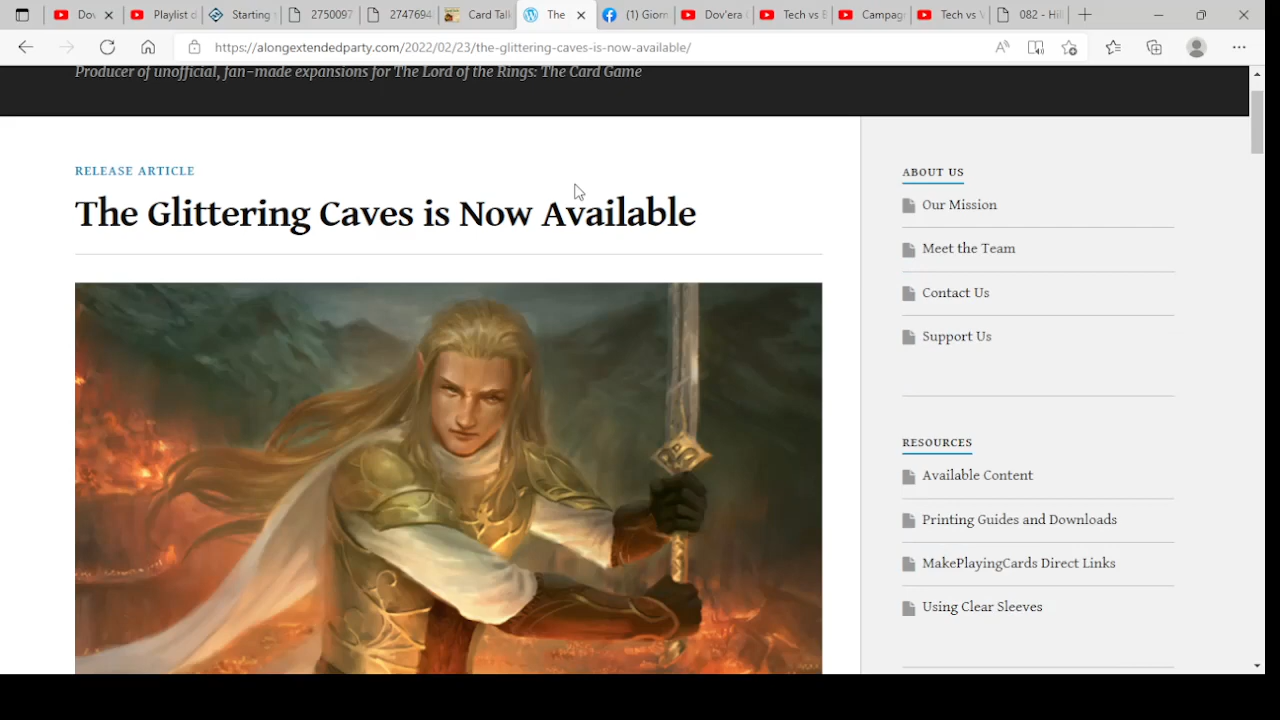 Dov
Playlist d
Starting
2750097
2747694
Card Talk
The
(1) Giorn
Dov'era
Tech vs B
Campag
Tech vs
082 - Hil
https://alongextendedparty.com/2022/02/23/the-glittering-caves-is-now-available/
Producer of unofficial, fan-made expansions for The Lord of the Rings: The Card Game
RELEASE ARTICLE
The Glittering Caves is Now Available
ABOUT US
Our Mission
Meet the Team
Contact Us
Support Us
RESOURCES
Available Content
Printing Guides and Downloads
MakePlayingCards Direct Links
Using Clear Sleeves